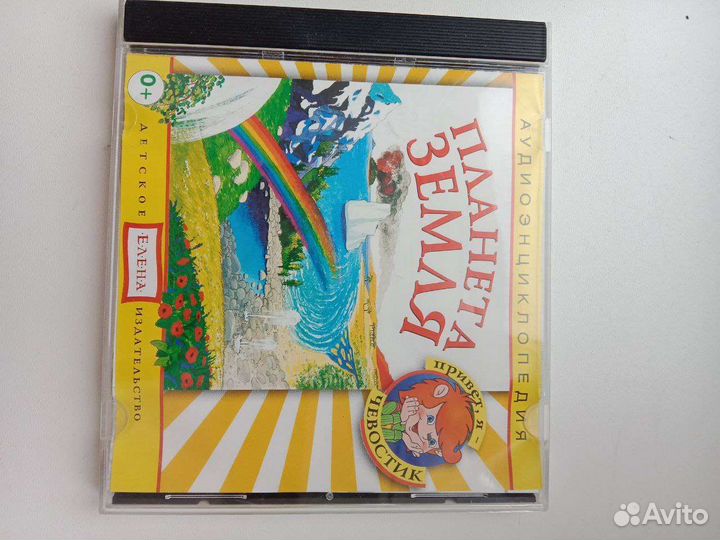 АУДИОЭНЦИКЛОПЕДИЯ
ПЛАНЕТА
ЗЕМЛЯ
привет, я -
ЧЕВОСТИК
0+
ДЕТСКОЕ
·ЕЛЕНА·
ИЗДАТЕЛЬСТВО
Avito